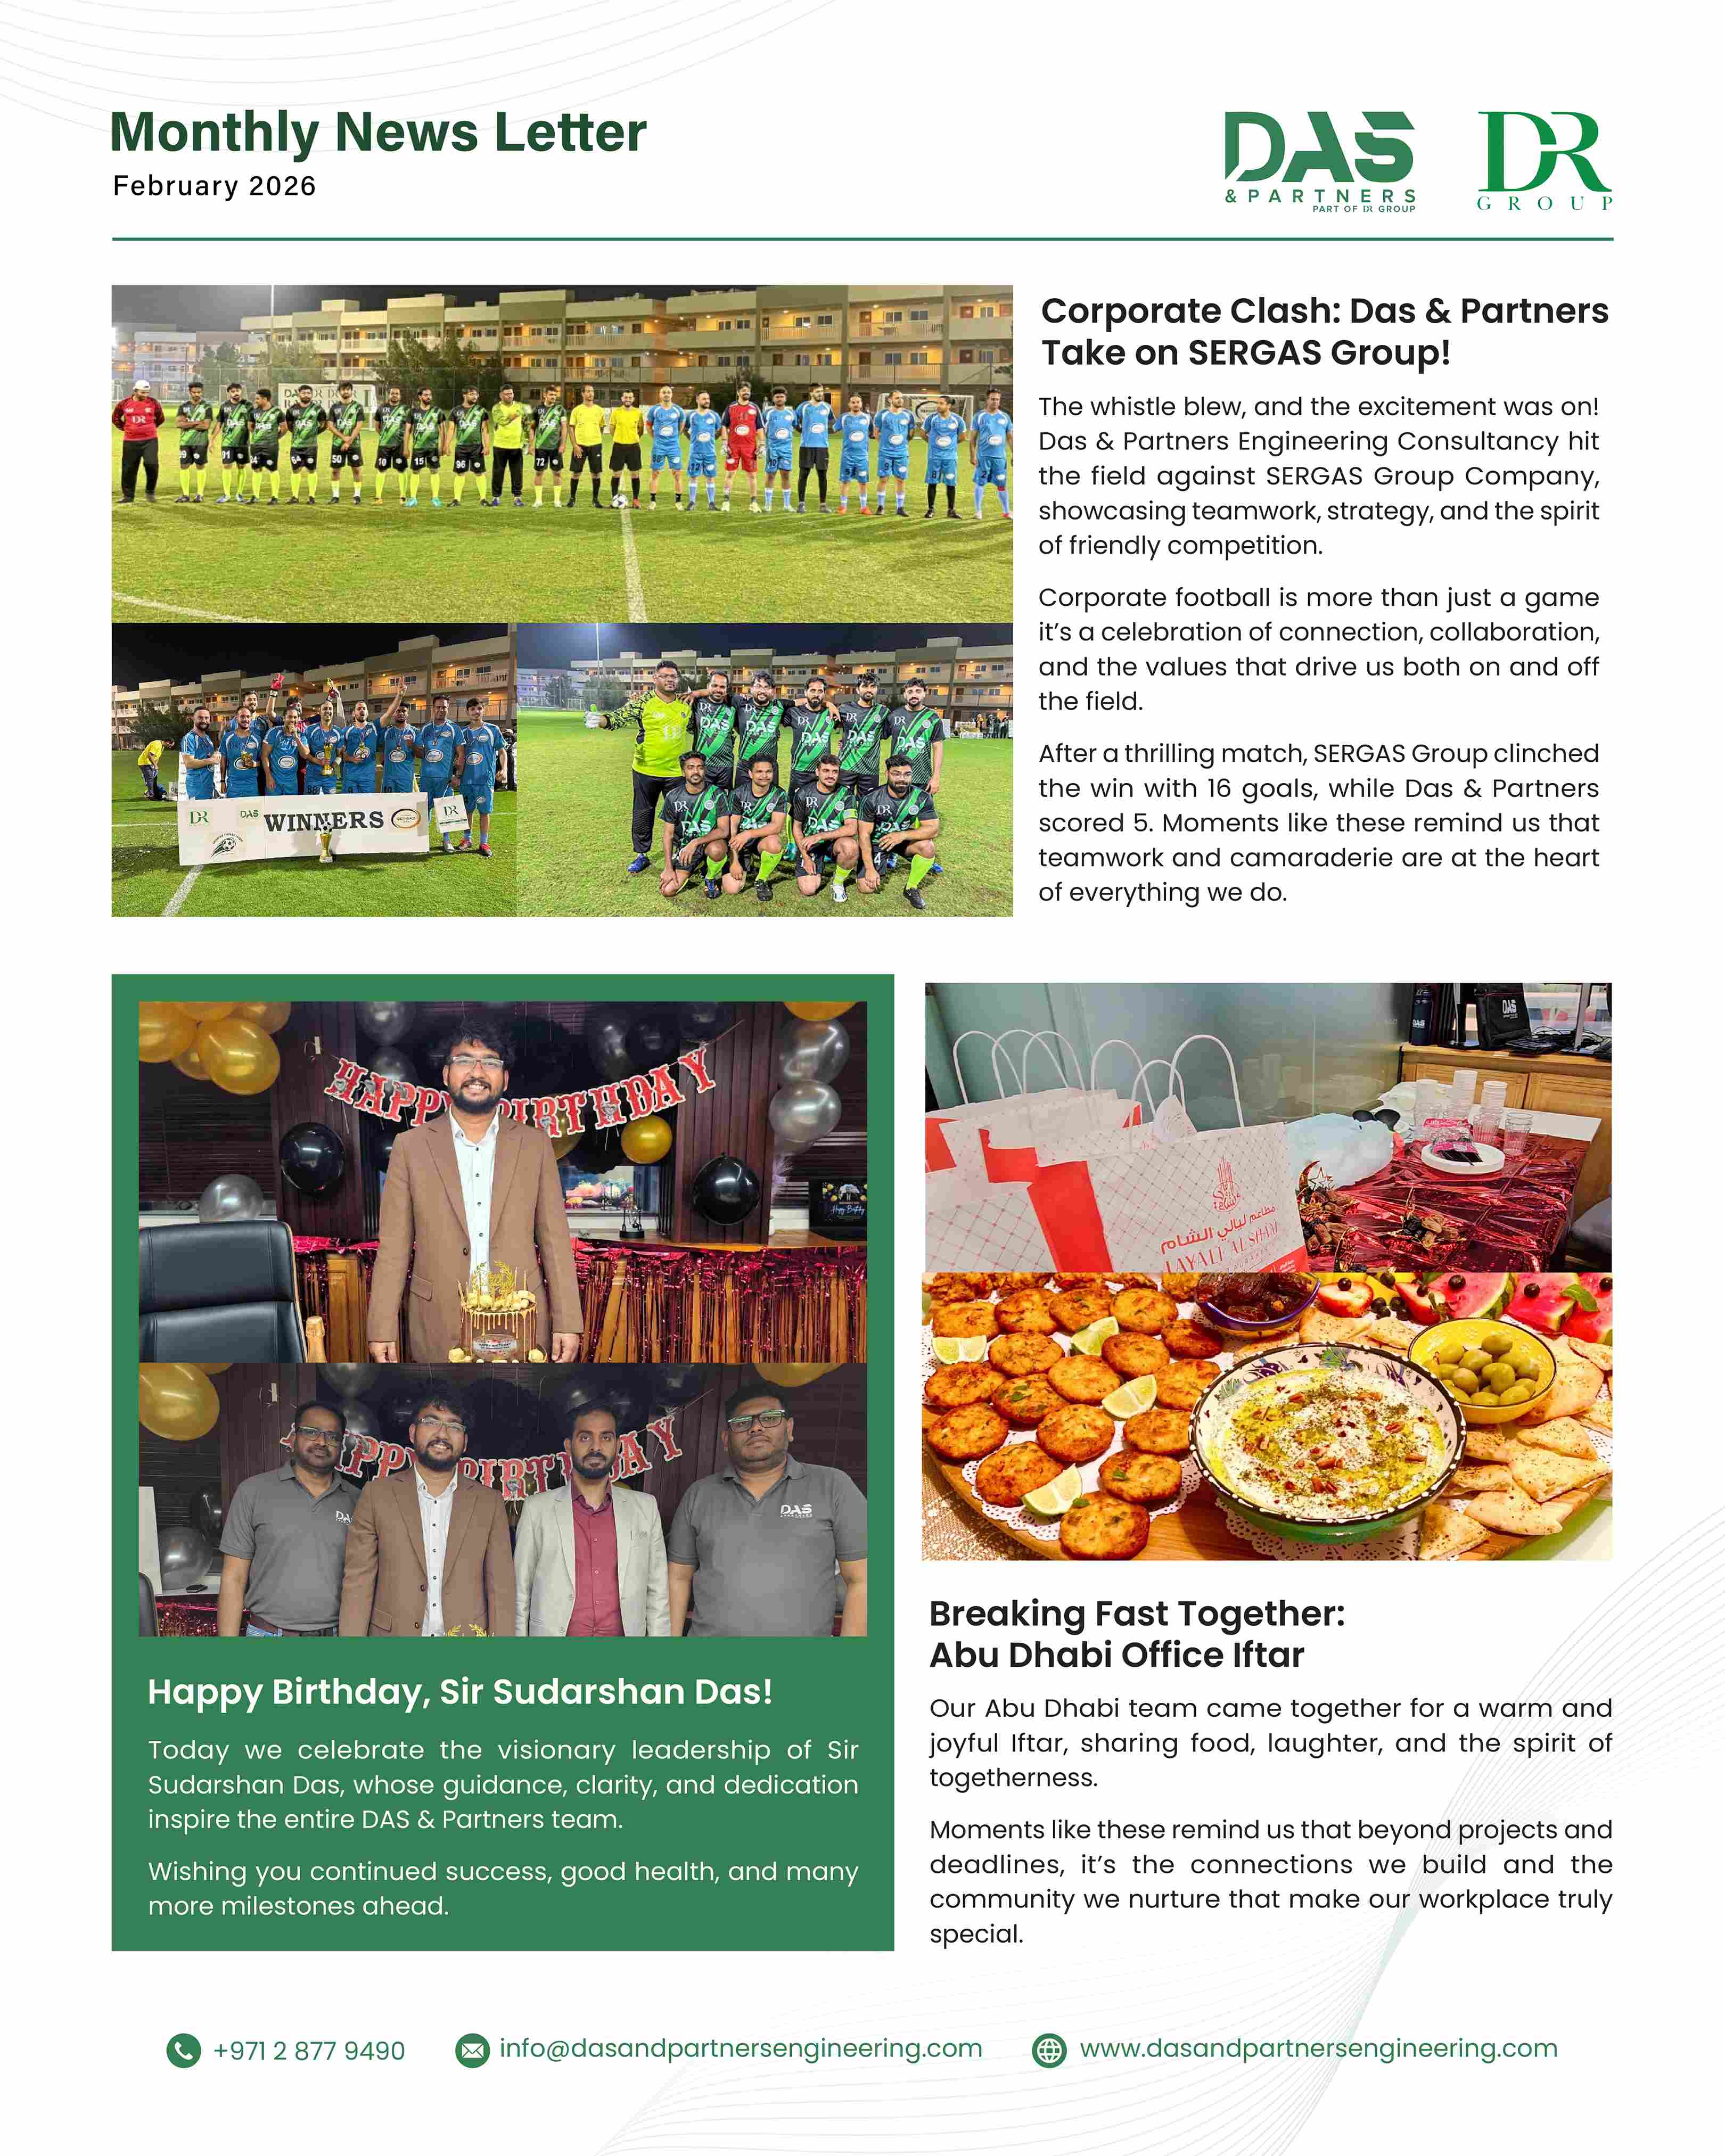 Monthly News Letter
February 2026
DAS
& PARTNERS
PART OF DR GROUP
DR
GROUP
Corporate Clash: Das & Partners
Take on SERGAS Group!
The whistle blew, and the excitement was on!
Das & Partners Engineering Consultancy hit
the field against SERGAS Group Company,
showcasing teamwork, strategy, and the spirit
of friendly competition.
Corporate football is more than just a game
it's a celebration of connection, collaboration,
and the values that drive us both on and off
the field.
After a thrilling match, SERGAS Group clinched
the win with 16 goals, while Das & Partners
scored 5. Moments like these remind us that
teamwork and camaraderie are at the heart
of everything we do.
DR DAS WINNERS
DR
HAPPY BIRTHDAY
Happy Birthday
DAS
DAS
Happy Birthday, Sir Sudarshan Das!
Today we celebrate the visionary leadership of Sir
Sudarshan Das, whose guidance, clarity, and dedication
inspire the entire DAS & Partners team.
Wishing you continued success, good health, and many
more milestones ahead.
DAS
مطاعم ليالي الشام
LAYALI ALSHAM
Breaking Fast Together:
Abu Dhabi Office Iftar
Our Abu Dhabi team came together for a warm and
joyful Iftar, sharing food, laughter, and the spirit of
togetherness.
Moments like these remind us that beyond projects and
deadlines, it's the connections we build and the
community we nurture that make our workplace truly
special.
+971 2 877 9490
info@dasandpartnersengineering.com
www.dasandpartnersengineering.com